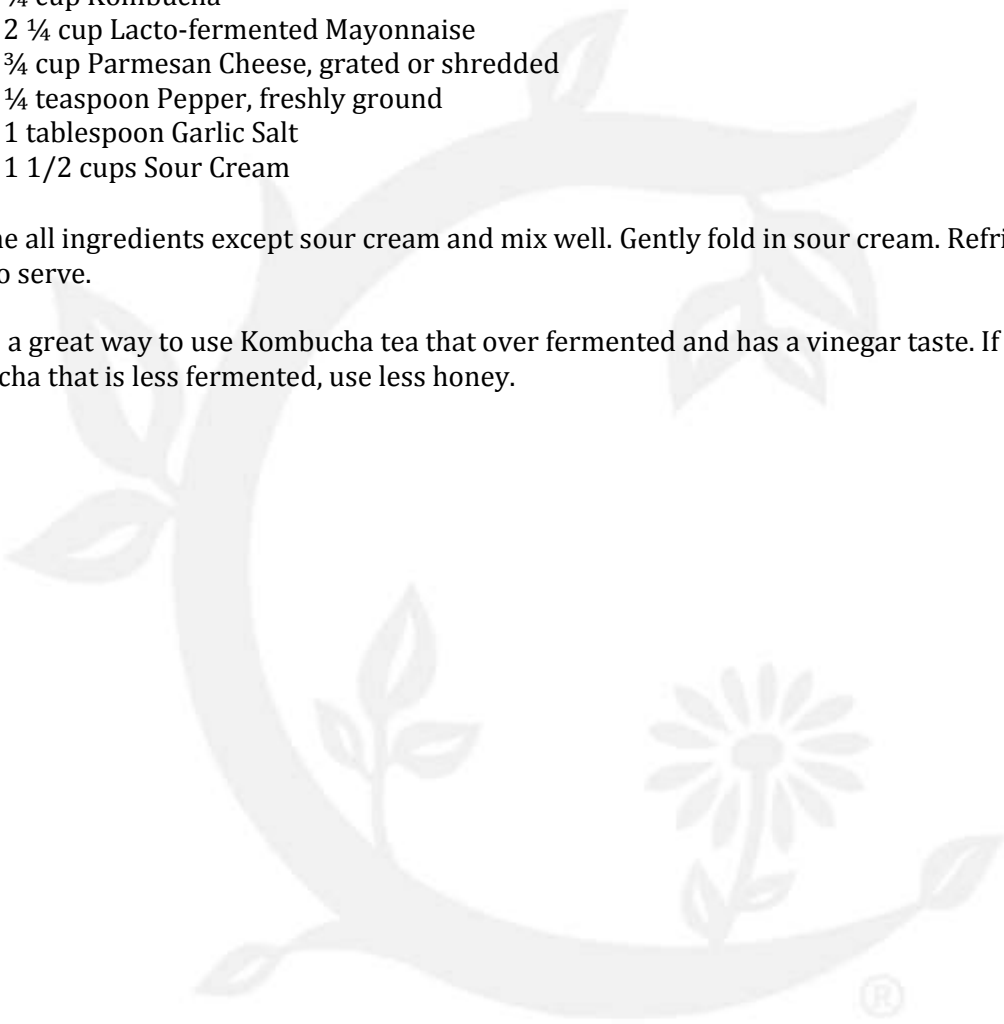 cup Kombucha
2 ¼ cup Lacto-fermented Mayonnaise
¾ cup Parmesan Cheese, grated or shredded
¼ teaspoon Pepper, freshly ground
1 tablespoon Garlic Salt
1 1/2 cups Sour Cream
all ingredients except sour cream and mix well. Gently fold in sour cream.
serve.
a great way to use Kombucha tea that over fermented and has a vinegar taste. If
that is less fermented, use less honey.
®